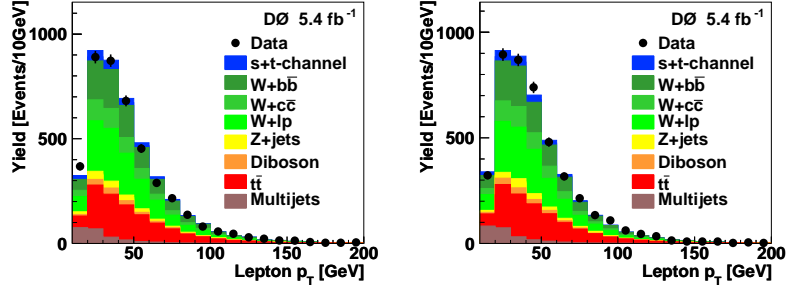 Yield [Events/10GeV]
1000
500
0
DØ 5.4 fb⁻¹
Data
s+t-channel
W+bb̄
W+cc̄
W+lp
Z+jets
Diboson
tt̄
Multijets
50 100 150 200
Lepton p_T [GeV]
Yield [Events/10GeV]
1000
500
0
DØ 5.4 fb⁻¹
Data
s+t-channel
W+bb̄
W+cc̄
W+lp
Z+jets
Diboson
tt̄
Multijets
50 100 150 200
Lepton p_T [GeV]